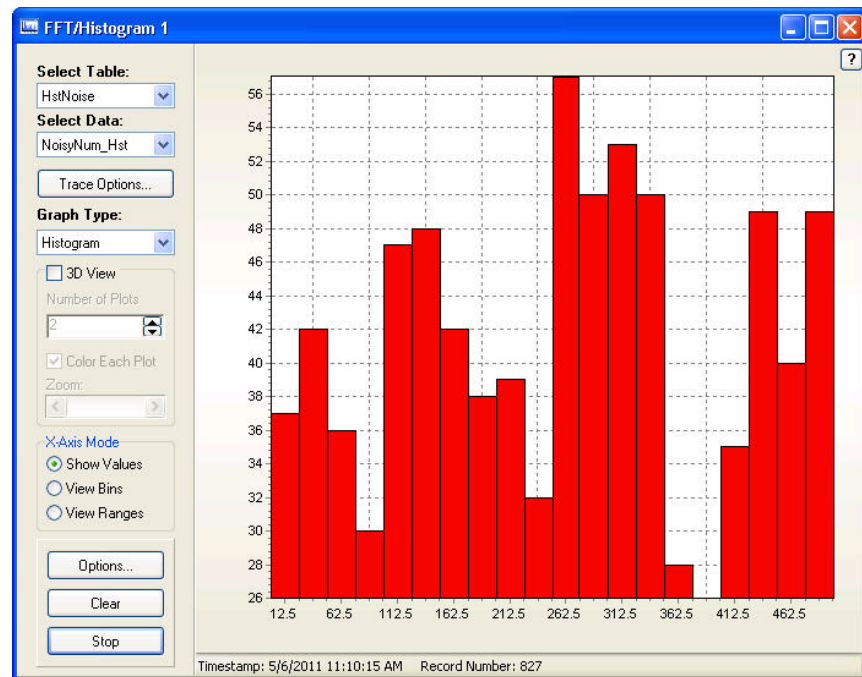 FFT/Histogram 1
?
Select Table:
HstNoise
Select Data:
NoisyNum_Hst
Trace Options...
Graph Type:
Histogram
3D View
Number of Plots
2
Color Each Plot
Zoom:
X-Axis Mode
Show Values
View Bins
View Ranges
Options...
Clear
Stop
56
54
52
50
48
46
44
42
40
38
36
34
32
30
28
26
12.5 62.5 112.5 162.5 212.5 262.5 312.5 362.5 412.5 462.5
Timestamp: 5/6/2011 11:10:15 AM Record Number: 827